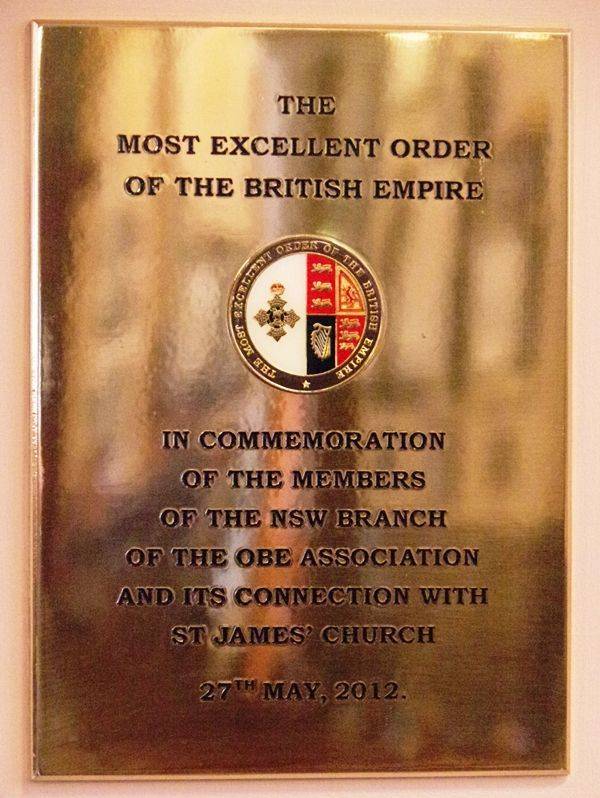 THE
MOST EXCELLENT ORDER
OF THE BRITISH EMPIRE
THE MOST EXCELLENT ORDER OF THE BRITISH EMPIRE
IN COMMEMORATION
OF THE MEMBERS
OF THE NSW BRANCH
OF THE OBE ASSOCIATION
AND ITS CONNECTION WITH
ST JAMES' CHURCH
27TH MAY, 2012.